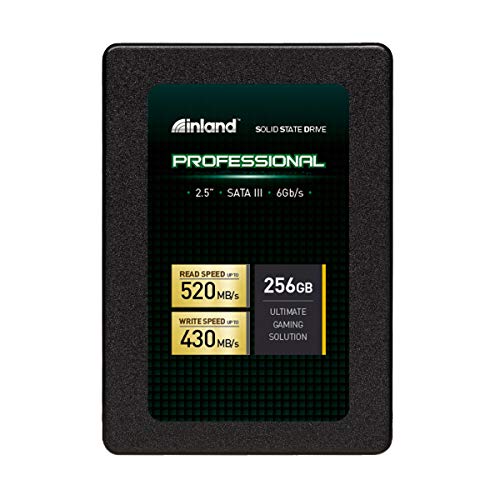 inland™ SOLID STATE DRIVE
PROFESSIONAL
· 2.5" · SATA III · 6Gb/s ·
READ SPEED UP TO
520 MB/s
WRITE SPEED UP TO
430 MB/s
256GB
ULTIMATE
GAMING
SOLUTION